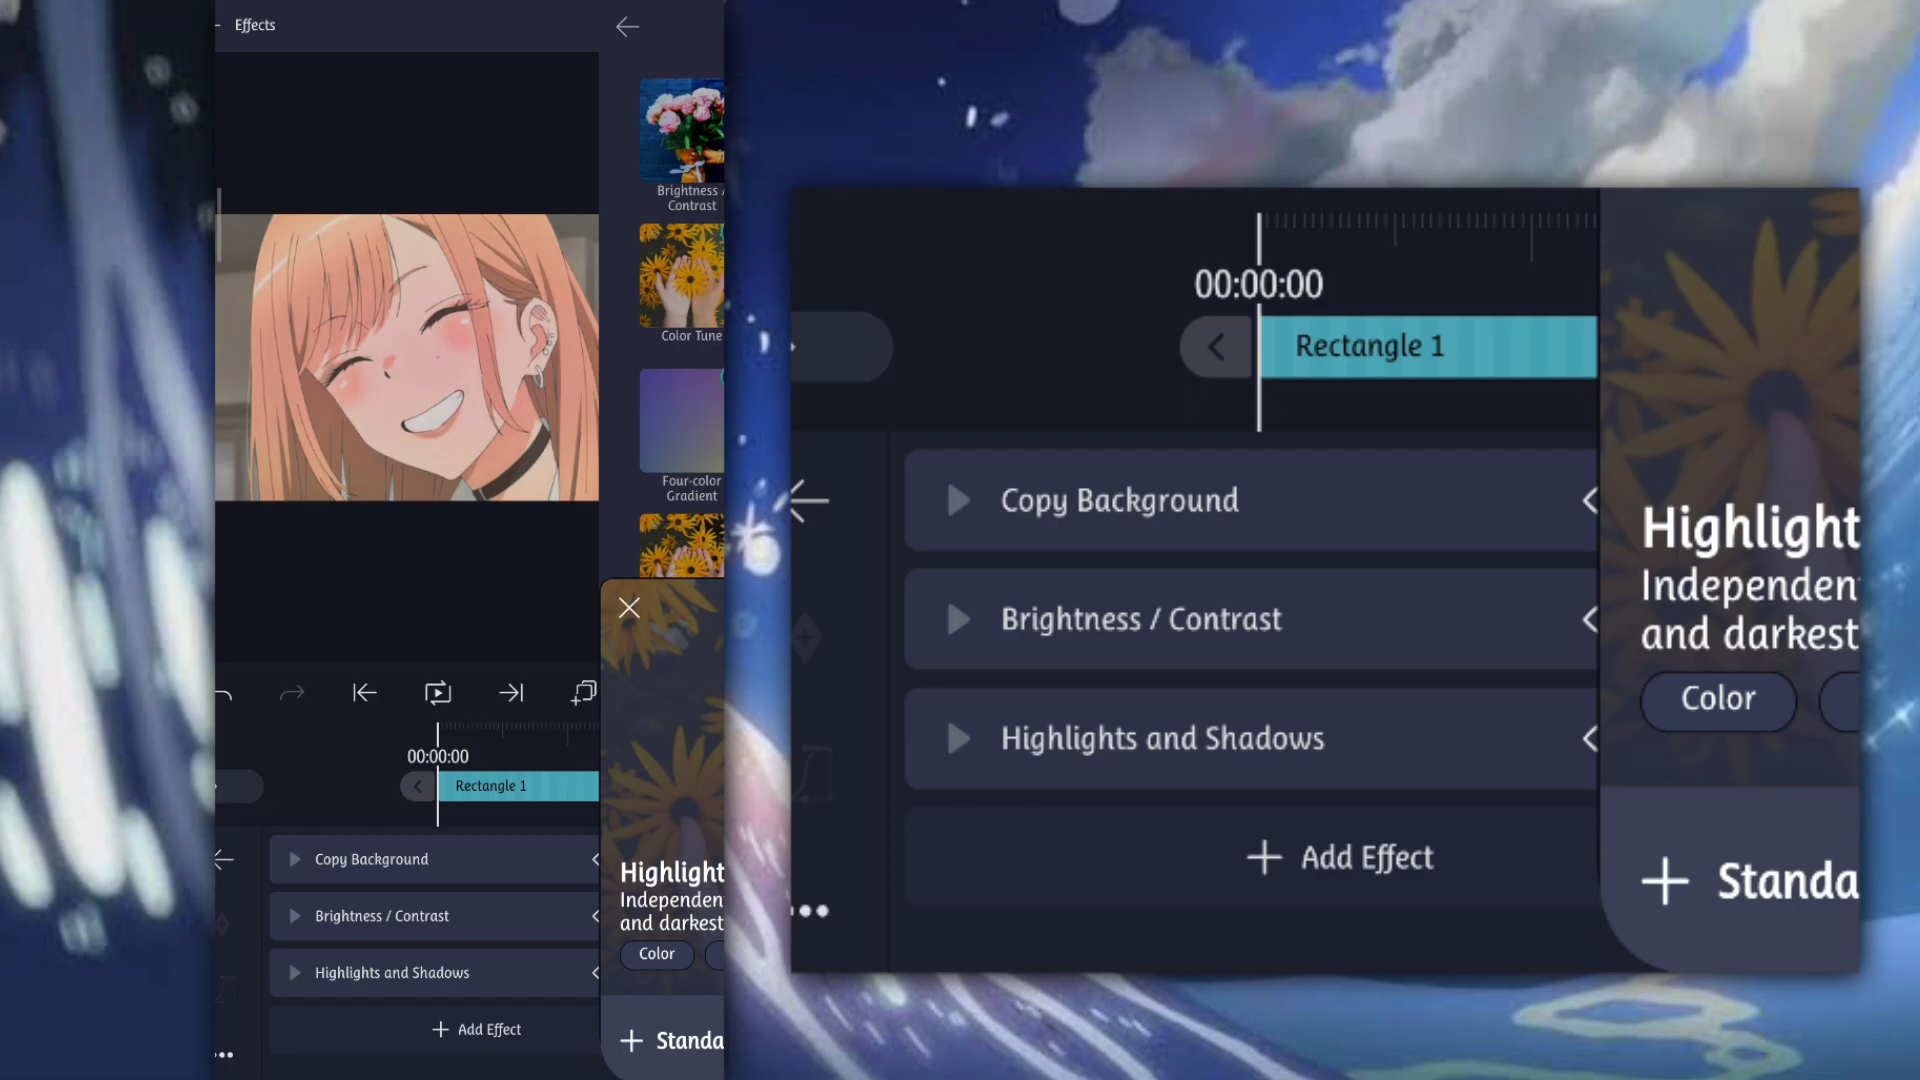 Effects
Brightness /
Contrast
Color Tune
Four-color
Gradient
00:00:00
Rectangle 1
Copy Background
Brightness / Contrast
Highlights and Shadows
Add Effect
Highlight
Independen
and darkest
Color
Standa
00:00:00
Rectangle 1
Copy Background
Brightness / Contrast
Highlights and Shadows
Add Effect
Highlight
Independen
and darkest
Color
Standa